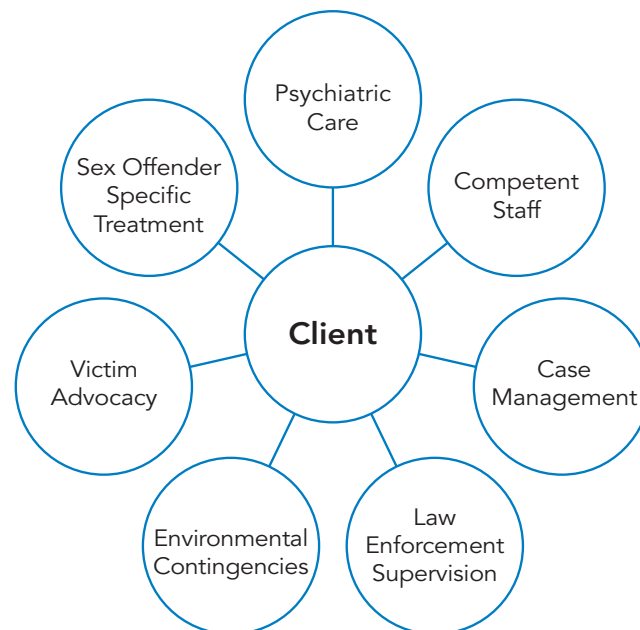 Psychiatric
Care
Sex Offender
Specific
Treatment
Competent
Staff
Client
Victim
Advocacy
Case
Management
Environmental
Contingencies
Law
Enforcement
Supervision